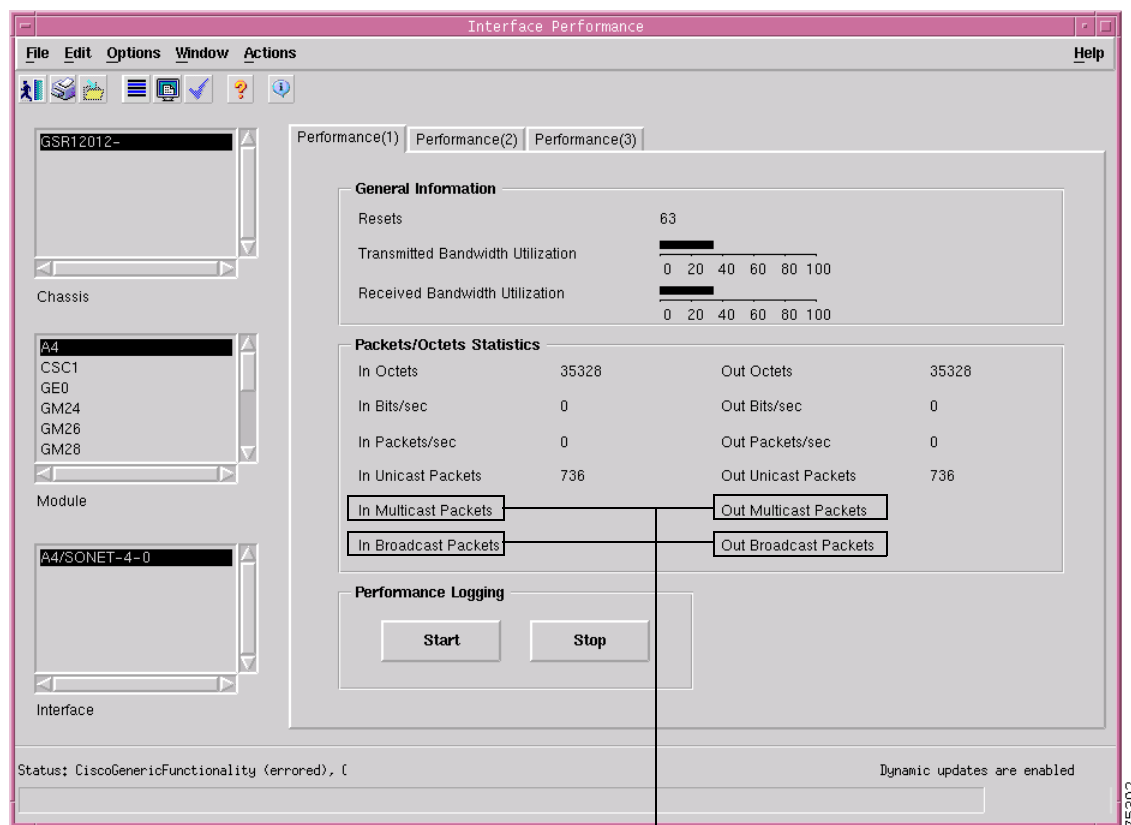 Interface Performance
File Edit Options Window Actions Help
GSR12012-
Chassis
A4
CSC1
GE0
GM24
GM26
GM28
Module
A4/SONET-4-0
Interface
Performance(1) Performance(2) Performance(3)
General Information
Resets 63
Transmitted Bandwidth Utilization
0 20 40 60 80 100
Received Bandwidth Utilization
0 20 40 60 80 100
Packets/Octets Statistics
In Octets 35328 Out Octets 35328
In Bits/sec 0 Out Bits/sec 0
In Packets/sec 0 Out Packets/sec 0
In Unicast Packets 736 Out Unicast Packets 736
In Multicast Packets Out Multicast Packets
In Broadcast Packets Out Broadcast Packets
Performance Logging
Start Stop
Status: CiscoGenericFunctionality (errored), (
Dynamic updates are enabled